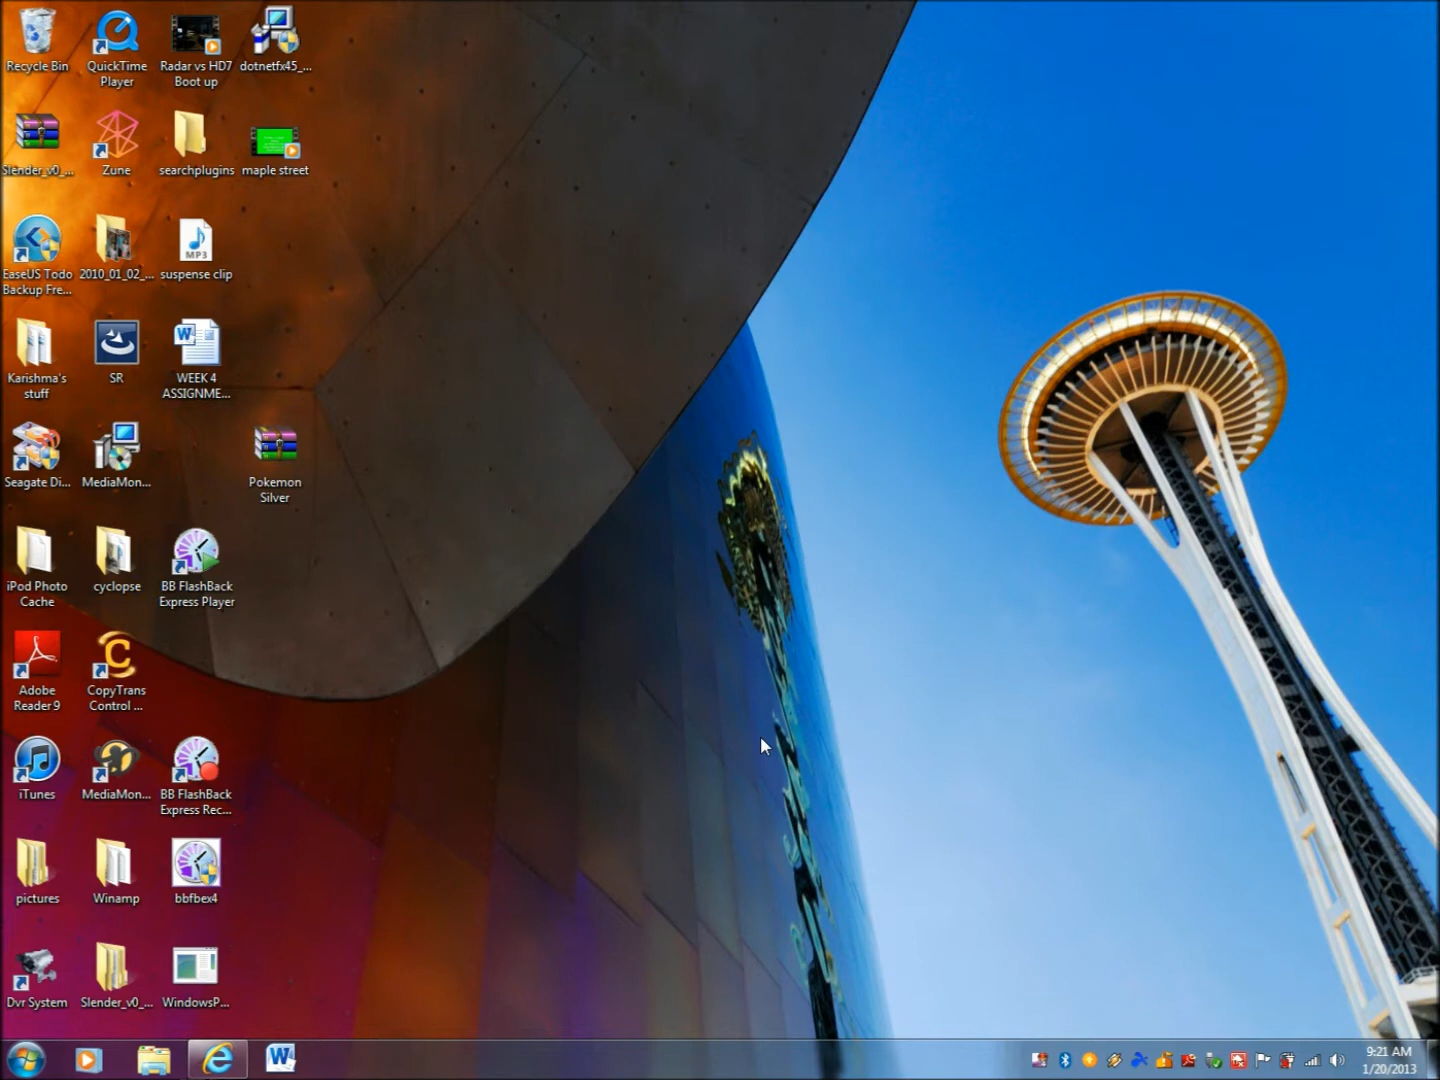 Recycle Bin
QuickTime
Player
Radar vs HD7
Boot up
dotnetfx45_...
Slender_v0_...
Zune
searchplugins
maple street
EaseUS Todo
Backup Fre...
2010_01_02_...
MP3
suspense clip
Karishma's
stuff
SR
WEEK 4
ASSIGNME...
Seagate Di...
MediaMon...
Pokemon
Silver
iPod Photo
Cache
cyclopse
BB FlashBack
Express Player
Adobe
Reader 9
CopyTrans
Control ...
iTunes
MediaMon...
BB FlashBack
Express Rec...
pictures
Winamp
bbfbex4
Dvr System
Slender_v0_...
WindowsP...
9:21 AM
1/20/2013